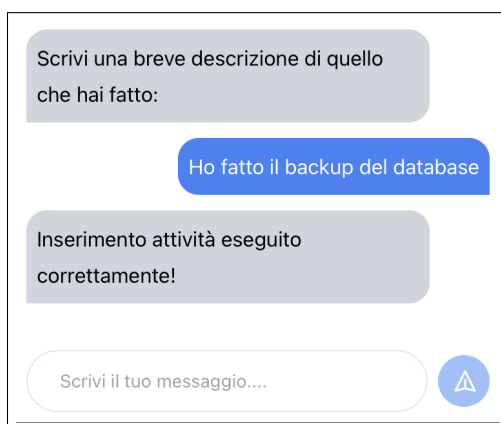 Scrivi una breve descrizione di quello
che hai fatto:
Ho fatto il backup del database
Inserimento attività eseguito
correttamente!
Scrivi il tuo messaggio....